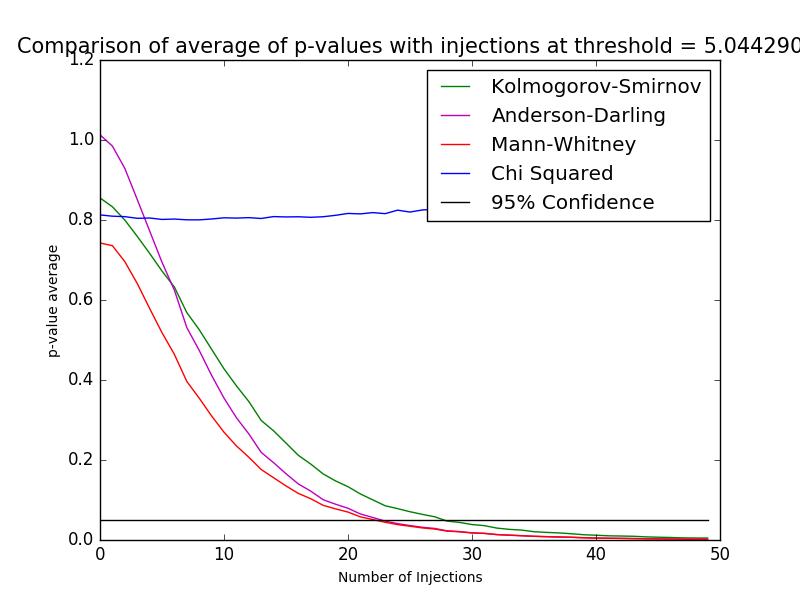 Comparison of average of p-values with injections at threshold = 5.044290
1.2
1.0
0.8
0.6
0.4
0.2
0.0
p-value average
Kolmogorov-Smirnov
Anderson-Darling
Mann-Whitney
Chi Squared
95% Confidence
0 10 20 30 40 50
Number of Injections